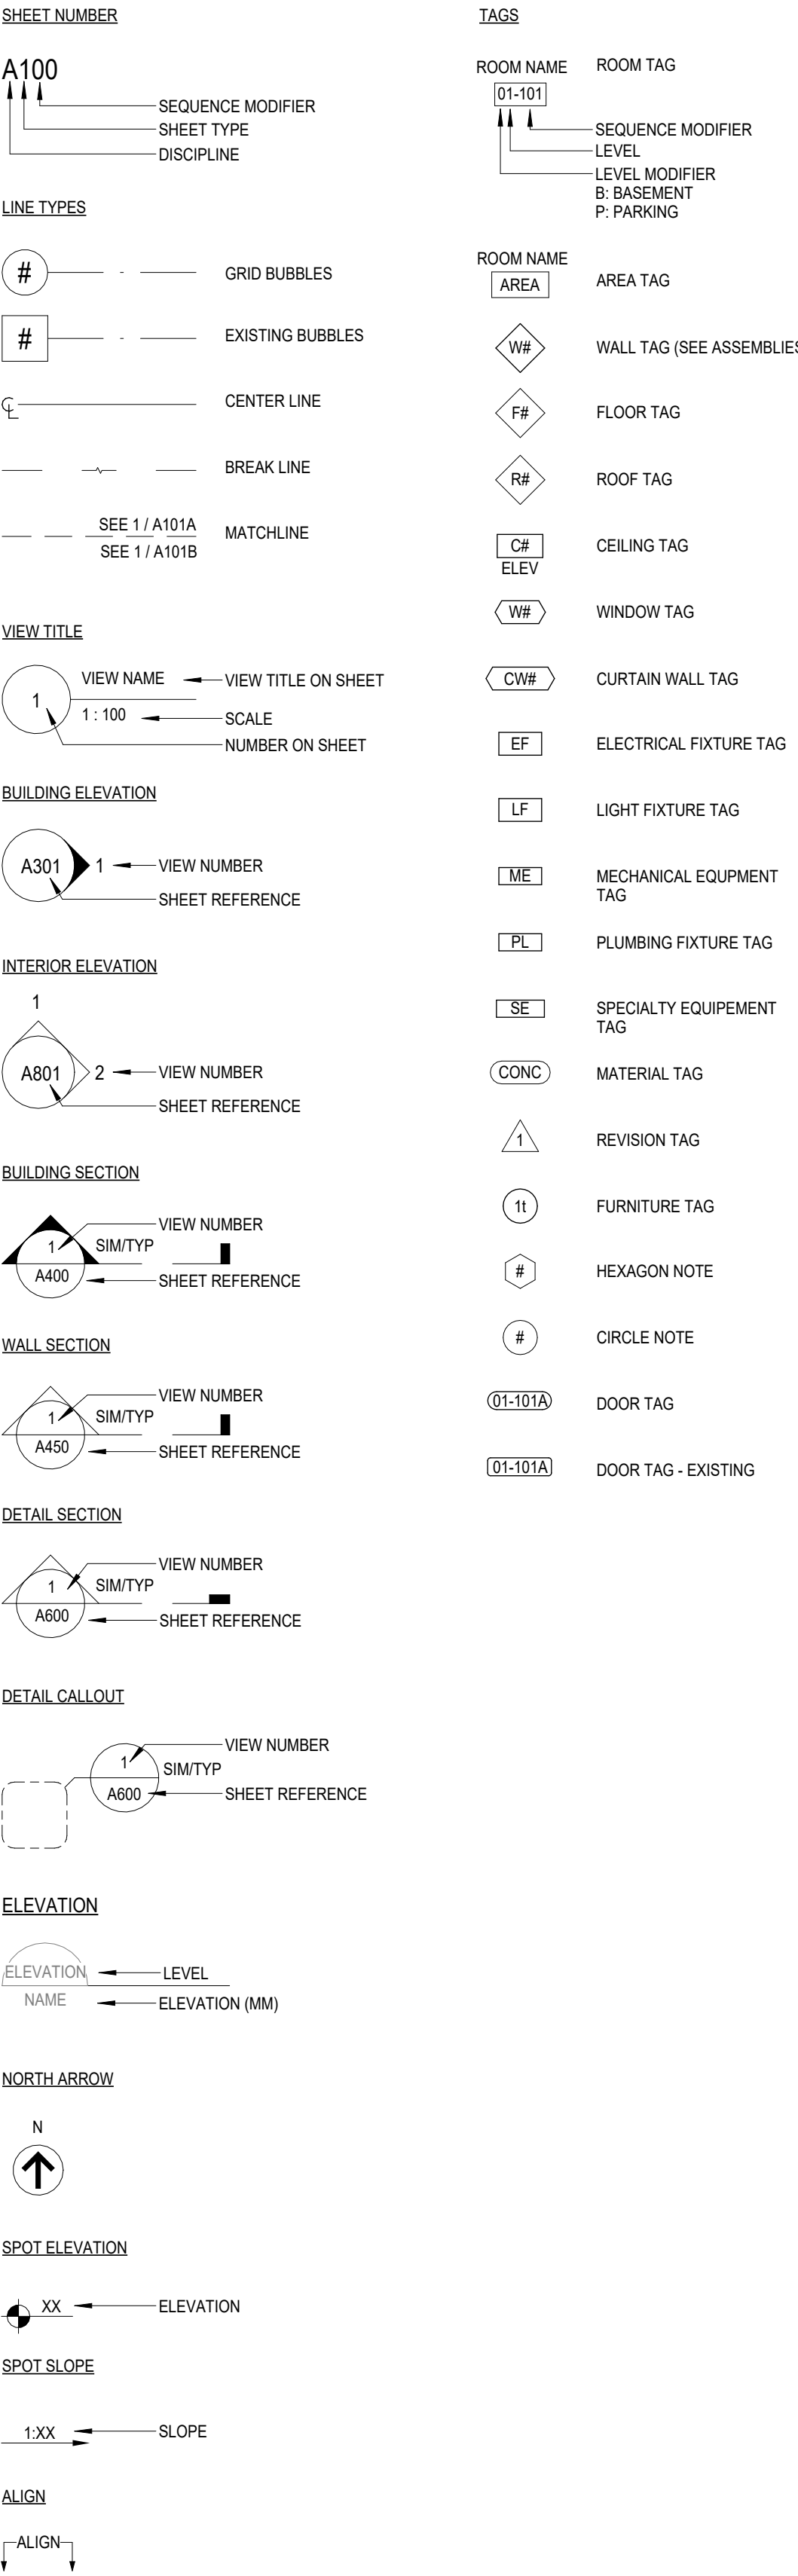 SHEET NUMBER
A100
SEQUENCE MODIFIER
SHEET TYPE
DISCIPLINE
LINE TYPES
#
GRID BUBBLES
#
EXISTING BUBBLES
CL
CENTER LINE
BREAK LINE
SEE 1 / A101A
SEE 1 / A101B
MATCHLINE
VIEW TITLE
1
VIEW NAME
VIEW TITLE ON SHEET
1 : 100
SCALE
NUMBER ON SHEET
BUILDING ELEVATION
A301
1
VIEW NUMBER
SHEET REFERENCE
INTERIOR ELEVATION
1
A801
2
VIEW NUMBER
SHEET REFERENCE
BUILDING SECTION
1
VIEW NUMBER
SIM/TYP
A400
SHEET REFERENCE
WALL SECTION
1
VIEW NUMBER
SIM/TYP
A450
SHEET REFERENCE
DETAIL SECTION
1
VIEW NUMBER
SIM/TYP
A600
SHEET REFERENCE
DETAIL CALLOUT
1
VIEW NUMBER
SIM/TYP
A600
SHEET REFERENCE
ELEVATION
ELEVATION
LEVEL
NAME
ELEVATION (MM)
NORTH ARROW
N
SPOT ELEVATION
XX
ELEVATION
SPOT SLOPE
1:XX
SLOPE
ALIGN
ALIGN
TAGS
ROOM NAME
ROOM TAG
01-101
SEQUENCE MODIFIER
LEVEL
LEVEL MODIFIER
B: BASEMENT
P: PARKING
ROOM NAME
AREA
AREA TAG
W#
WALL TAG (SEE ASSEMBLIES
F#
FLOOR TAG
R#
ROOF TAG
C#
ELEV
CEILING TAG
W#
WINDOW TAG
CW#
CURTAIN WALL TAG
EF
ELECTRICAL FIXTURE TAG
LF
LIGHT FIXTURE TAG
ME
MECHANICAL EQUPMENT
TAG
PL
PLUMBING FIXTURE TAG
SE
SPECIALTY EQUIPEMENT
TAG
CONC
MATERIAL TAG
1
REVISION TAG
1t
FURNITURE TAG
#
HEXAGON NOTE
#
CIRCLE NOTE
01-101A
DOOR TAG
01-101A
DOOR TAG - EXISTING